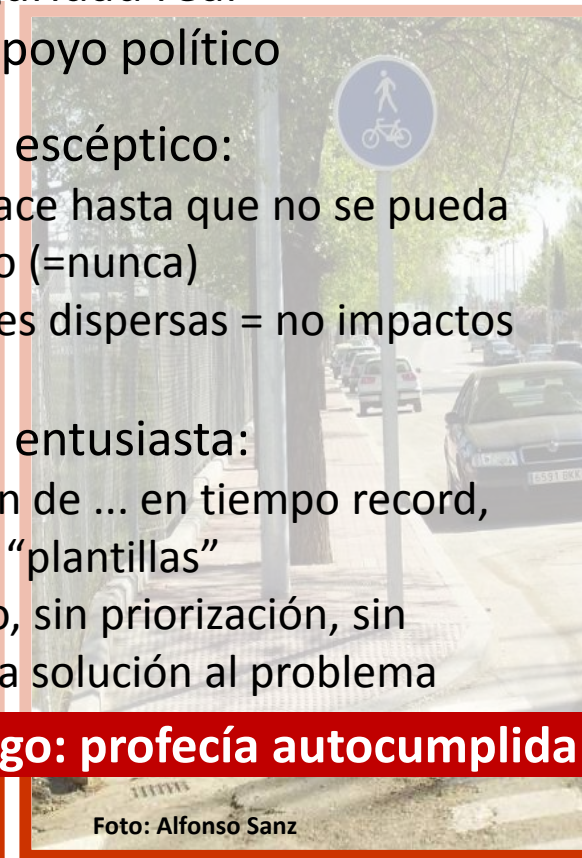 poyo político
escéptico:
ace hasta que no se pueda
o (=nunca)
es dispersas = no impactos
entusiasta:
n de ... en tiempo record,
“plantillas”
o, sin priorización, sin
a solución al problema
go: profecía autocumplida
Foto: Alfonso Sanz